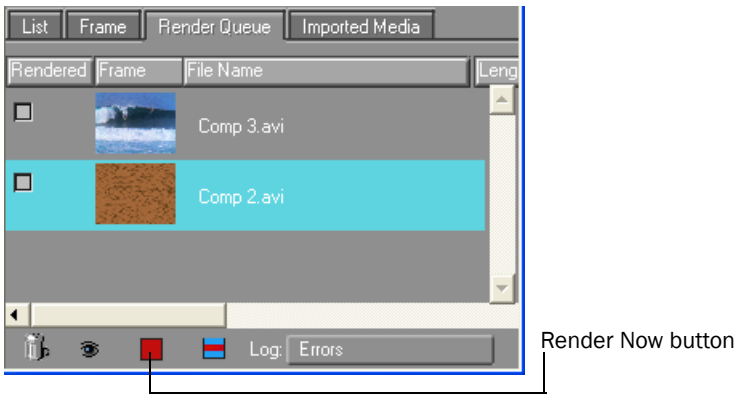 List Frame Render Queue Imported Media
Rendered Frame File Name Leng
Comp 3.avi
Comp 2.avi
Log: Errors
Render Now button